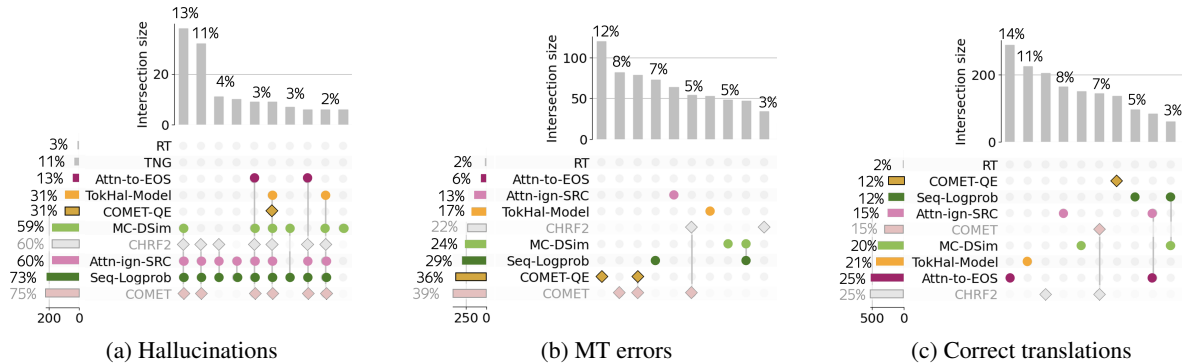 13%
11%
4%
3%
3%
2%
Intersection size
20
0
3% RT
11% TNG
13% Attn-to-EOS
31% TokHal-Model
31% COMET-QE
59% MC-DSim
60% CHRF2
60% Attn-ign-SRC
73% Seq-Logprob
75% COMET
200 0
(a) Hallucinations
12%
8%
7%
5%
5%
3%
Intersection size
100
50
0
2% RT
6% Attn-to-EOS
13% Attn-ign-SRC
17% TokHal-Model
22% CHRF2
24% MC-DSim
29% Seq-Logprob
36% COMET-QE
39% COMET
250 0
(b) MT errors
14%
11%
8%
7%
5%
3%
Intersection size
200
0
2% RT
12% COMET-QE
12% Seq-Logprob
15% Attn-ign-SRC
15% COMET
20% MC-DSim
21% TokHal-Model
25% Attn-to-EOS
25% CHRF2
500 0
(c) Correct translations